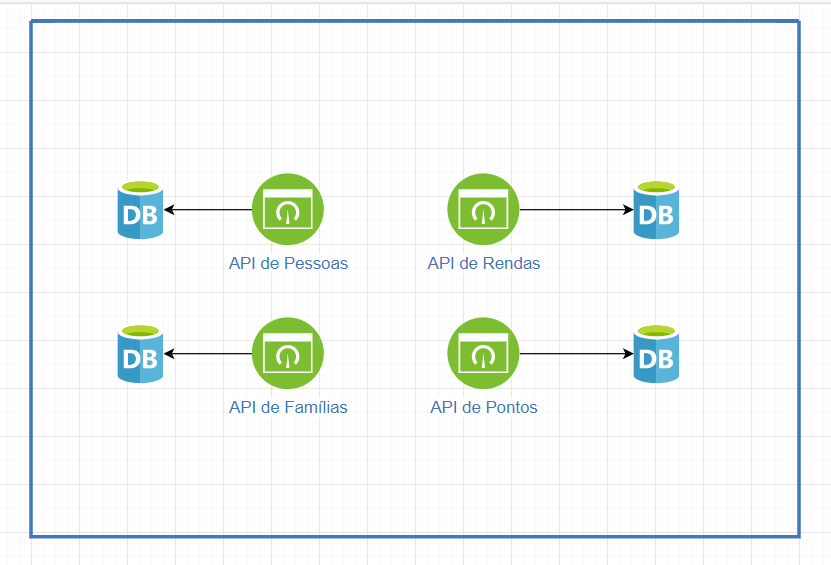 DB
API de Pessoas
API de Rendas
DB
DB
API de Famílias
API de Pontos
DB